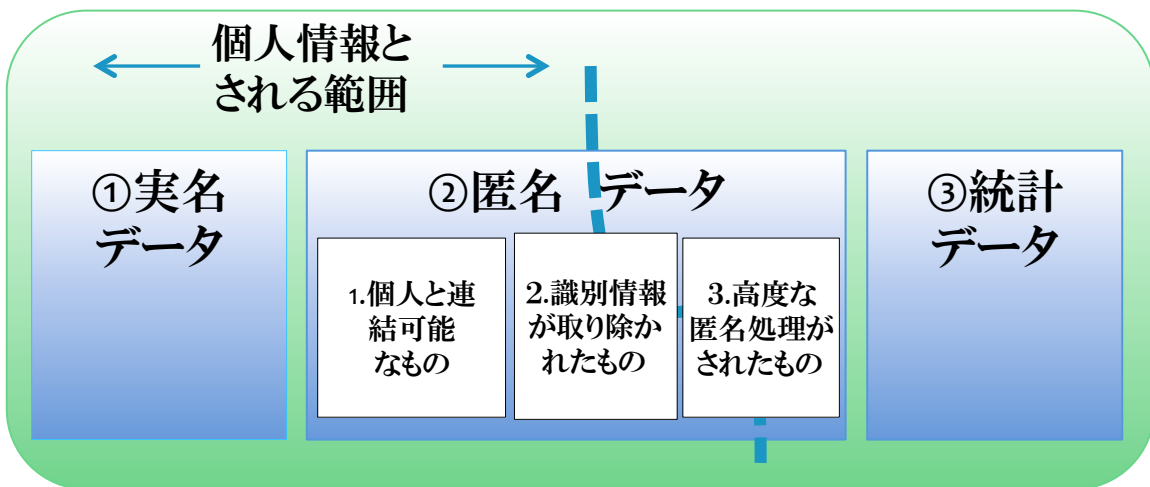 個人情報と
される範囲
①実名
データ
②匿名 データ
1.個人と連
結可能
なもの
2.識別情報
が取り除か
れたもの
3.高度な
匿名処理が
されたもの
③統計
データ